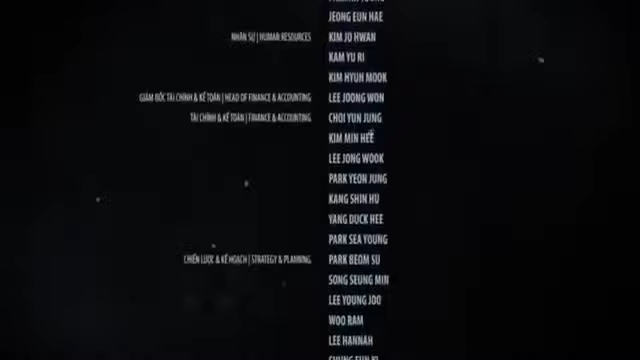 JEONG EUN HAE
NHÂN SỰ | HUMAN RESOURCES KIM JO HWAN
KAM YU RI
KIM HYUN MOOK
GIÁM ĐỐC TÀI CHÍNH & KẾ TOÁN | HEAD OF FINANCE & ACCOUNTING LEE JOONG WON
TÀI CHÍNH & KẾ TOÁN | FINANCE & ACCOUNTING CHOI YUN JUNG
KIM MIN HEE
LEE JONG WOOK
PARK YEON JUNG
KANG SHIN HU
YANG DUCK HEE
PARK SEA YOUNG
CHIẾN LƯỢC & KẾ HOẠCH | STRATEGY & PLANNING PARK BEOM SU
SONG SEUNG MIN
LEE YOUNG JOO
WOO RAM
LEE HANNAH